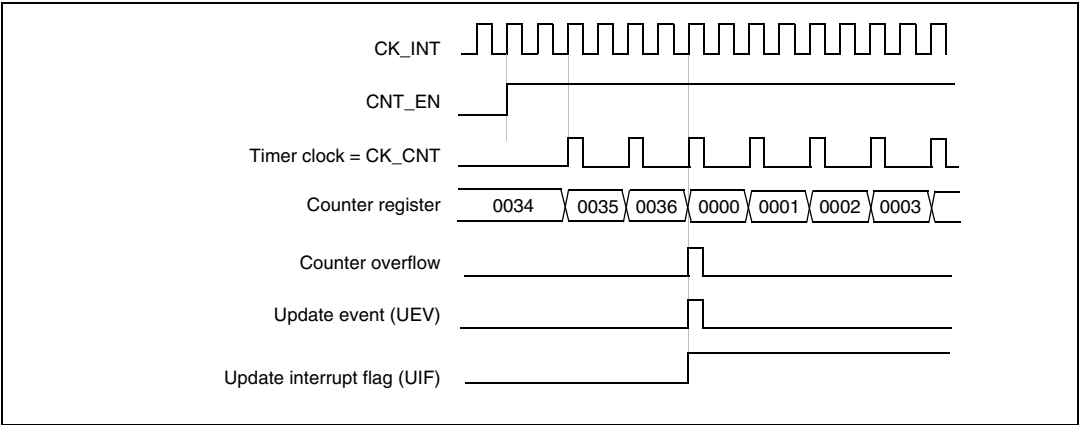 CK_INT
CNT_EN
Timer clock = CK_CNT
Counter register 0034 0035 0036 0000 0001 0002 0003
Counter overflow
Update event (UEV)
Update interrupt flag (UIF)